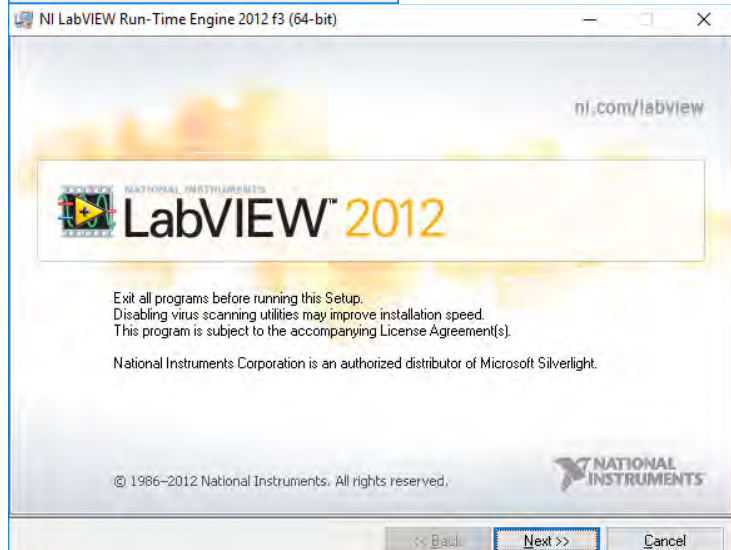 NI LabVIEW Run-Time Engine 2012 f3 (64-bit)
ni.com/labview
NATIONAL INSTRUMENTS
LabVIEW™ 2012
Exit all programs before running this Setup.
Disabling virus scanning utilities may improve installation speed.
This program is subject to the accompanying License Agreement(s).
National Instruments Corporation is an authorized distributor of Microsoft Silverlight.
© 1986–2012 National Instruments. All rights reserved.
NATIONAL
INSTRUMENTS
<< Back Next >> Cancel